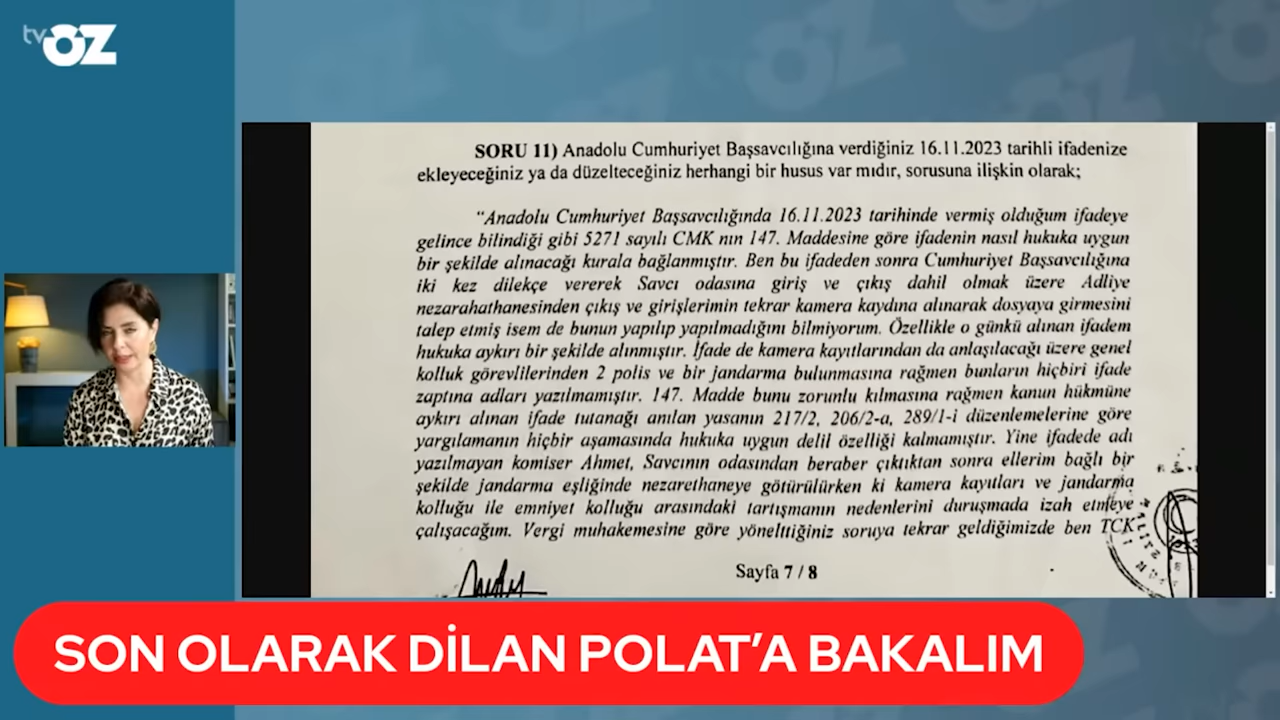 tv ÖZ
SORU 11) Anadolu Cumhuriyet Başsavcılığına verdiğiniz 16.11.2023 tarihli ifadenize
ekleyeceğiniz ya da düzelteceğiniz herhangi bir husus var mıdır, sorusuna ilişkin olarak;
“Anadolu Cumhuriyet Başsavcılığında 16.11.2023 tarihinde vermiş olduğum ifadeye
gelince bilindiği gibi 5271 sayılı CMK nın 147. Maddesine göre ifadenin nasıl hukuka uygun
bir şekilde alınacağı kurala bağlanmıştır. Ben bu ifadeden sonra Cumhuriyet Başsavcılığına
iki kez dilekçe vererek Savcı odasına giriş ve çıkış dahil olmak üzere Adliye
nezarahathanesinden çıkış ve girişlerimin tekrar kamera kaydına alınarak dosyaya girmesini
talep etmiş isem de bunun yapılıp yapılmadığını bilmiyorum. Özellikle o günkü alınan ifadem
hukuka aykırı bir şekilde alınmıştır. İfade de kamera kayıtlarından da anlaşılacağı üzere genel
kolluk görevlilerinden 2 polis ve bir jandarma bulunmasına rağmen bunların hiçbiri ifade
zaptına adları yazılmamıştır. 147. Madde bunu zorunlu kılmasına rağmen kanun hükmüne
aykırı alınan ifade tutanağı anılan yasanın 217/2, 206/2-a, 289/1-i düzenlemelerine göre
yargılamanın hiçbir aşamasında hukuka uygun delil özelliği kalmamıştır. Yine ifadede adı
yazılmayan komiser Ahmet, Savcının odasından beraber çıktıktan sonra ellerim bağlı bir
şekilde jandarma eşliğinde nezarethaneye götürülürken ki kamera kayıtları ve jandarma
kolluğu ile emniyet kolluğu arasındaki tartışmanın nedenlerini duruşmada izah etmeye
çalışacağım. Vergi muhakemesine göre yönelttiğiniz soruya tekrar geldiğimizde ben TCK
Sayfa 7 / 8
SON OLARAK DİLAN POLAT’A BAKALIM